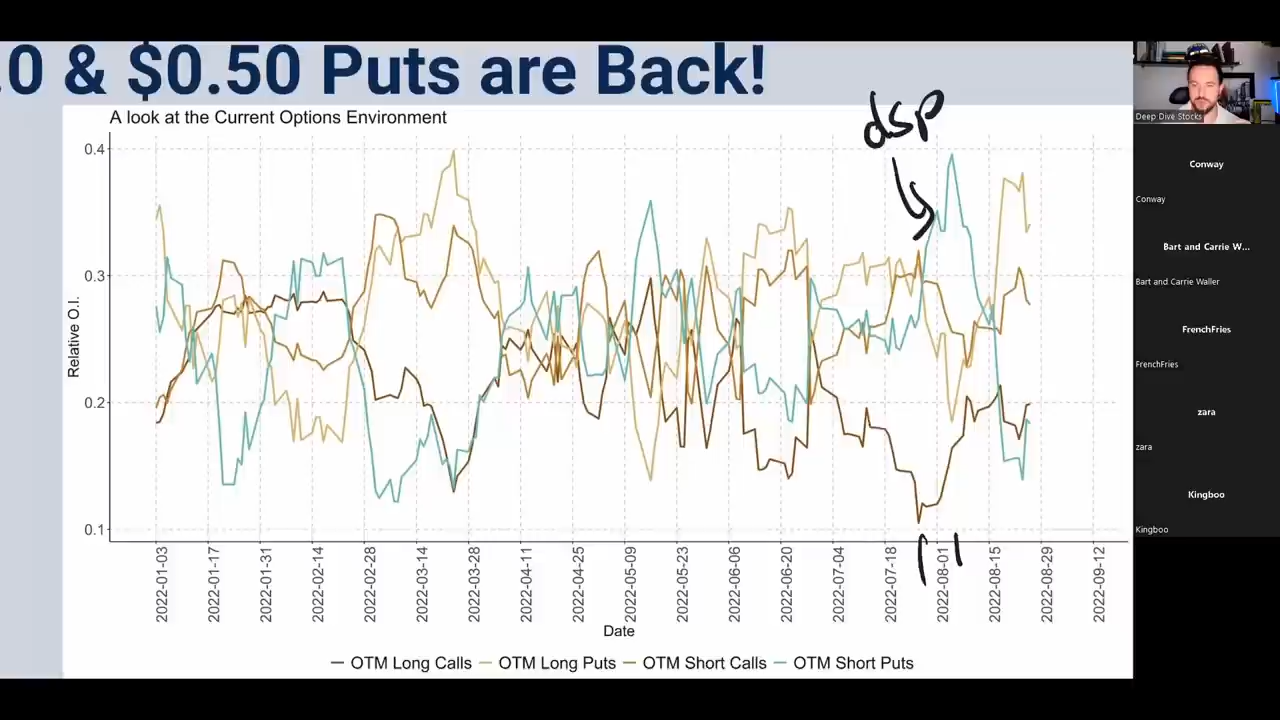 .0 & $0.50 Puts are Back!
A look at the Current Options Environment
dsp
0.4
0.3
0.2
0.1
Relative O.I.
2022-01-03
2022-01-17
2022-01-31
2022-02-14
2022-02-28
2022-03-14
2022-03-28
2022-04-11
2022-04-25
2022-05-09
2022-05-23
2022-06-06
2022-06-20
2022-07-04
2022-07-18
2022-08-01
2022-08-15
2022-08-29
2022-09-12
Date
OTM Long Calls OTM Long Puts OTM Short Calls OTM Short Puts
Deep Dive Stocks
Conway
Conway
Bart and Carrie W...
Bart and Carrie Waller
FrenchFries
FrenchFries
zara
zara
Kingboo
Kingboo